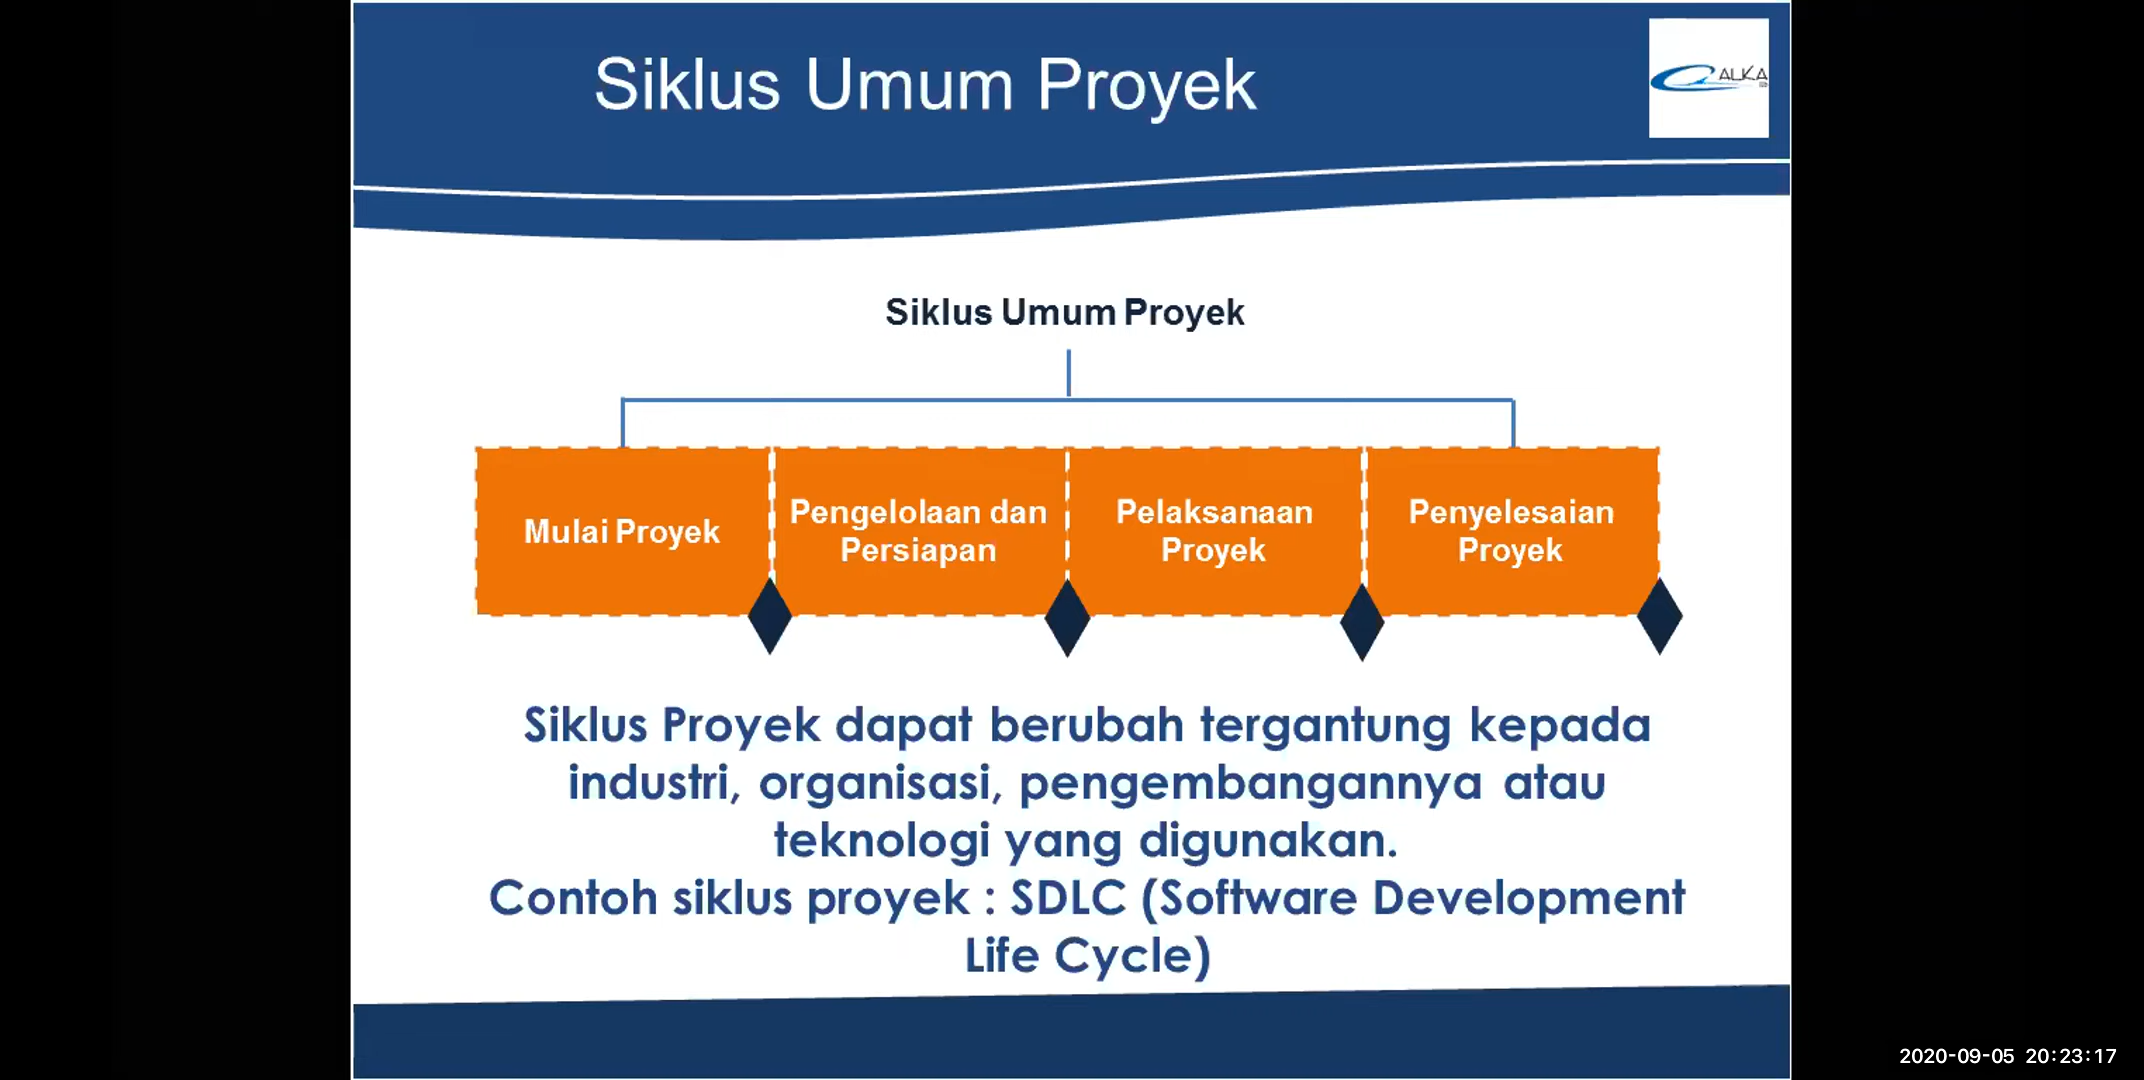 Siklus Umum Proyek
ALKA
Siklus Umum Proyek
Mulai Proyek
Pengelolaan dan
Persiapan
Pelaksanaan
Proyek
Penyelesaian
Proyek
Siklus Proyek dapat berubah tergantung kepada
industri, organisasi, pengembangannya atau
teknologi yang digunakan.
Contoh siklus proyek : SDLC (Software Development
Life Cycle)
2020-09-05 20:23:17